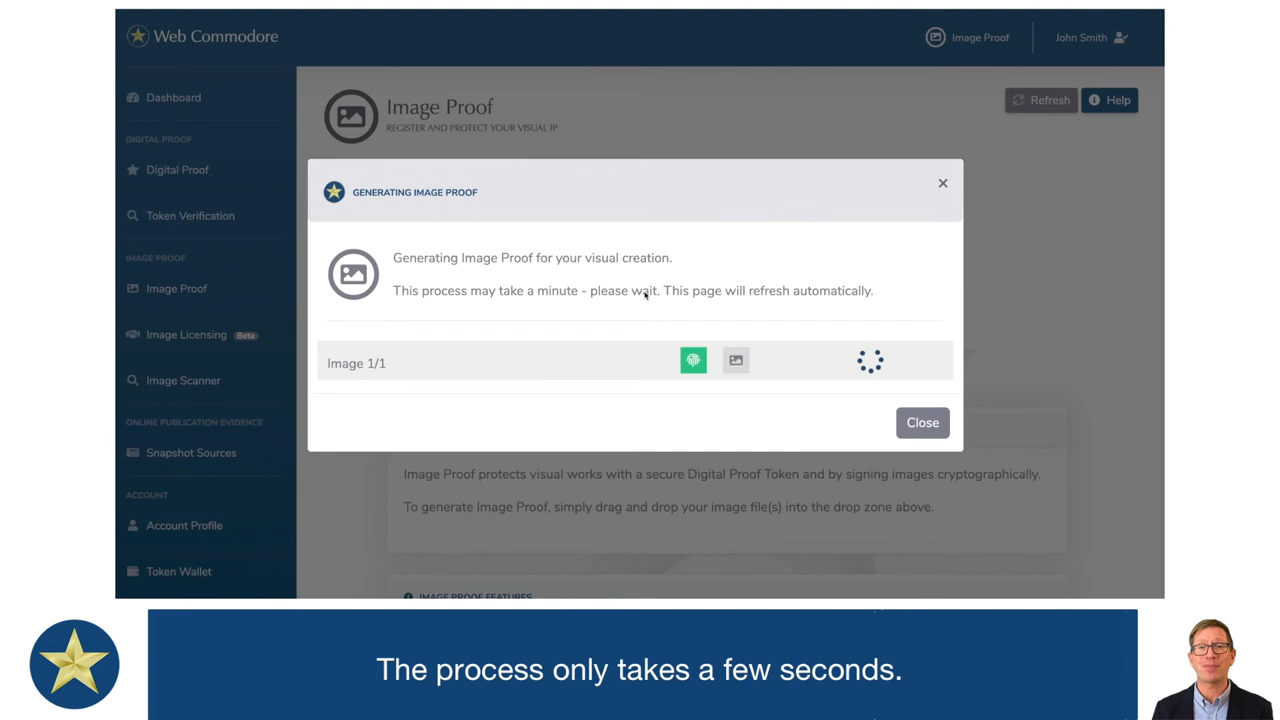 Web Commodore
Image Proof
John Smith
Dashboard
DIGITAL PROOF
Digital Proof
Token Verification
IMAGE PROOF
Image Proof
Image Licensing Beta
Image Scanner
ONLINE PUBLICATION EVIDENCE
Snapshot Sources
ACCOUNT
Account Profile
Token Wallet
Image Proof
REGISTER AND PROTECT YOUR VISUAL IP
Refresh
Help
GENERATING IMAGE PROOF
×
Generating Image Proof for your visual creation.
This process may take a minute - please wait. This page will refresh automatically.
Image 1/1
Close
Image Proof protects visual works with a secure Digital Proof Token and by signing images cryptographically.
To generate Image Proof, simply drag and drop your image file(s) into the drop zone above.
IMAGE PROOF FEATURES
The process only takes a few seconds.